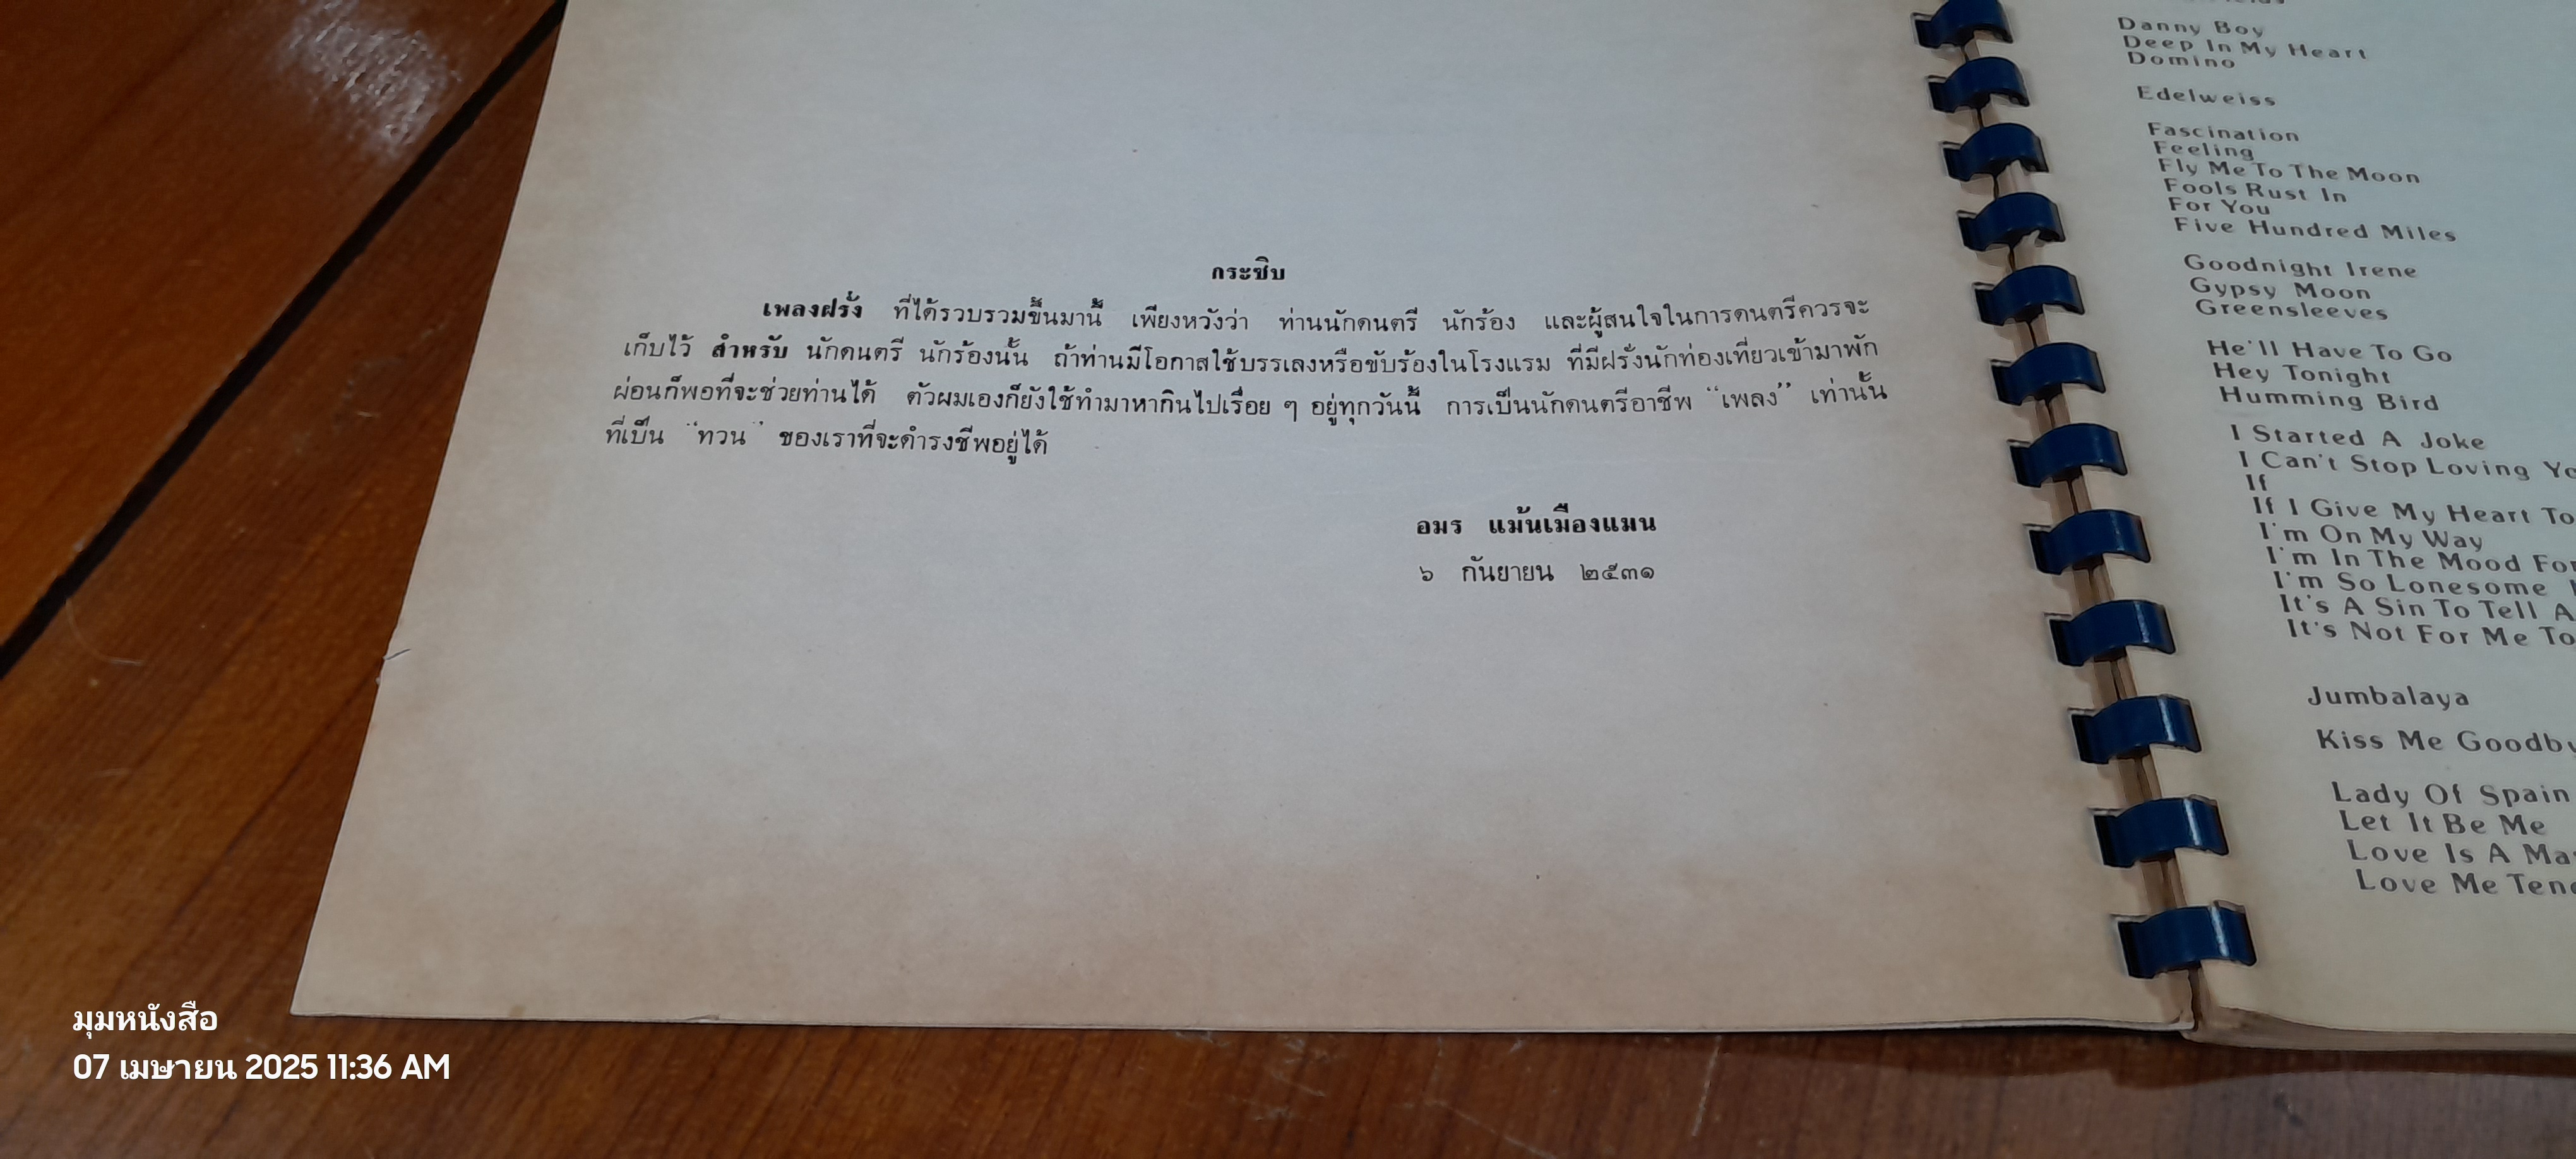 กระซิบ
เพลงฝรั่ง ที่ได้รวบรวมขึ้นมานี้ เพียงหวังว่า ท่านนักดนตรี นักร้อง และผู้สนใจในการดนตรีควรจะ
เก็บไว้ สำหรับ นักดนตรี นักร้องนั้น ถ้าท่านมีโอกาสใช้บรรเลงหรือขับร้องในโรงแรม ที่มีฝรั่งนักท่องเที่ยวเข้ามาพัก
ผ่อนก็พอที่จะช่วยท่านได้ ตัวผมเองก็ยังใช้ทำมาหากินไปเรื่อย ๆ อยู่ทุกวันนี้ การเป็นนักดนตรีอาชีพ “เพลง” เท่านั้น
ที่เป็น “ทวน” ของเราที่จะดำรงชีพอยู่ได้
อมร แม้นเมืองแมน
๖ กันยายน ๒๕๓๑
Danny Boy
Deep In My Heart
Domino
Edelweiss
Fascination
Feeling
Fly Me To The Moon
Fools Rust In
For You
Five Hundred Miles
Goodnight Irene
Gypsy Moon
Greensleeves
He'll Have To Go
Hey Tonight
Humming Bird
I Started A Joke
I Can't Stop Loving
If
If I Give My Heart To
I'm On My Way
I'm In The Mood For
I'm So Lonesome
It's A Sin To Tell A
It's Not For Me To
Jumbalaya
Kiss Me
Lady Of Spain
Let It Be Me
Love Is A
Love Me
มุมหนังสือ
07 เมษายน 2025 11:36 AM